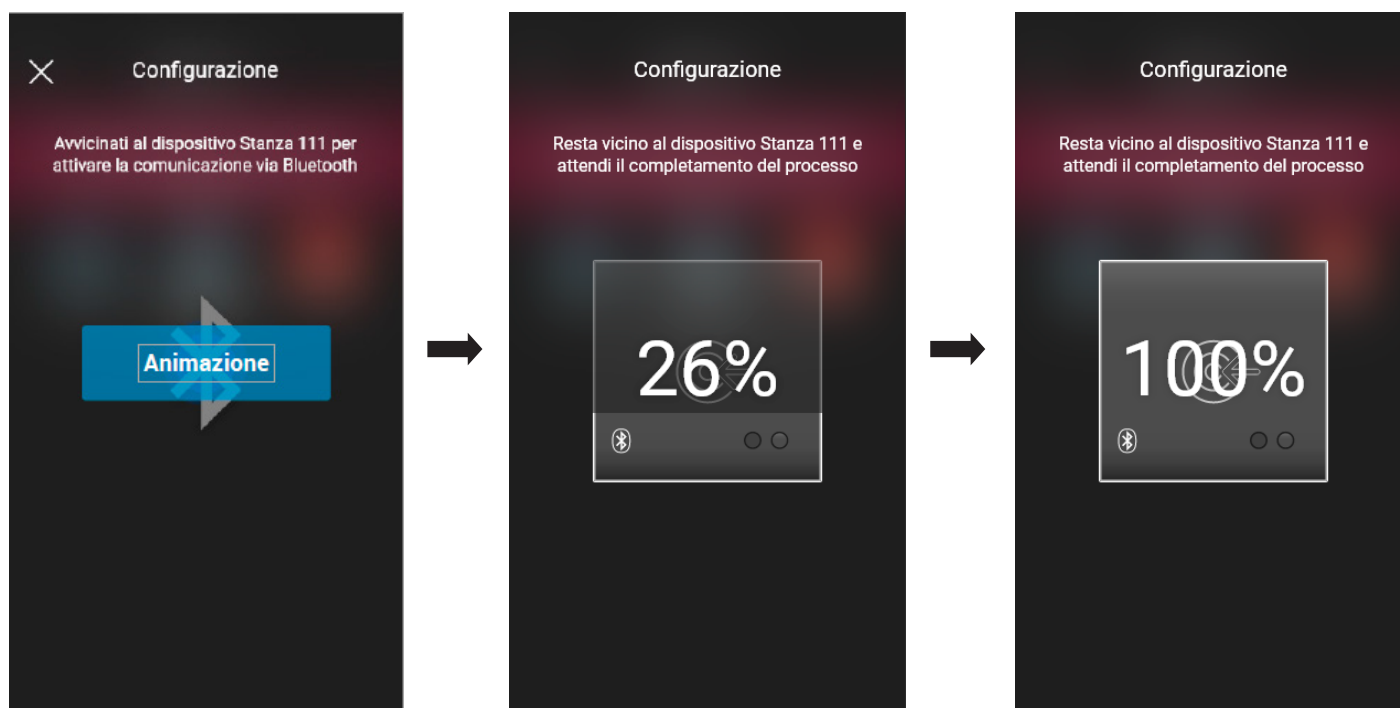 Configurazione
Avvicinati al dispositivo Stanza 111 per
attivare la comunicazione via Bluetooth
Animazione
Configurazione
Resta vicino al dispositivo Stanza 111 e
attendi il completamento del processo
26%
Configurazione
Resta vicino al dispositivo Stanza 111 e
attendi il completamento del processo
100%